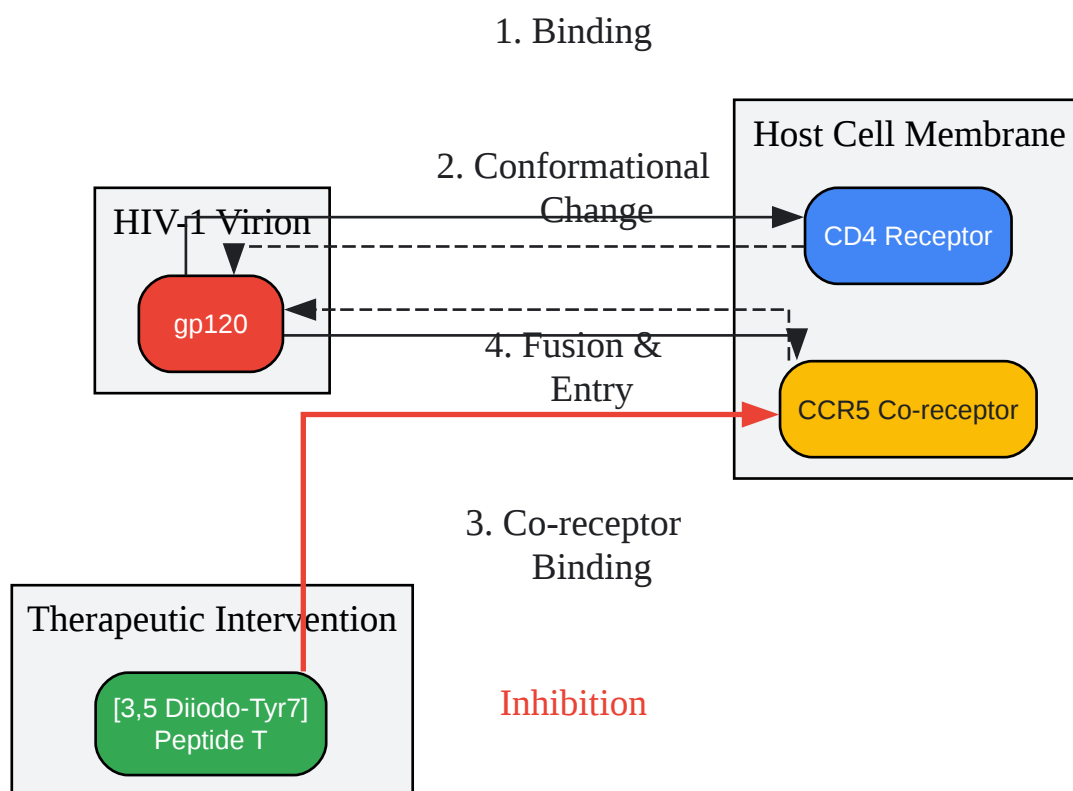 1. Binding
Host Cell Membrane
2. Conformational
Change
HIV-1 Virion
CD4 Receptor
gp120
4. Fusion &
Entry
CCR5 Co-receptor
3. Co-receptor
Binding
Therapeutic Intervention
[3,5 Diiodo-Tyr7]
Peptide T
Inhibition